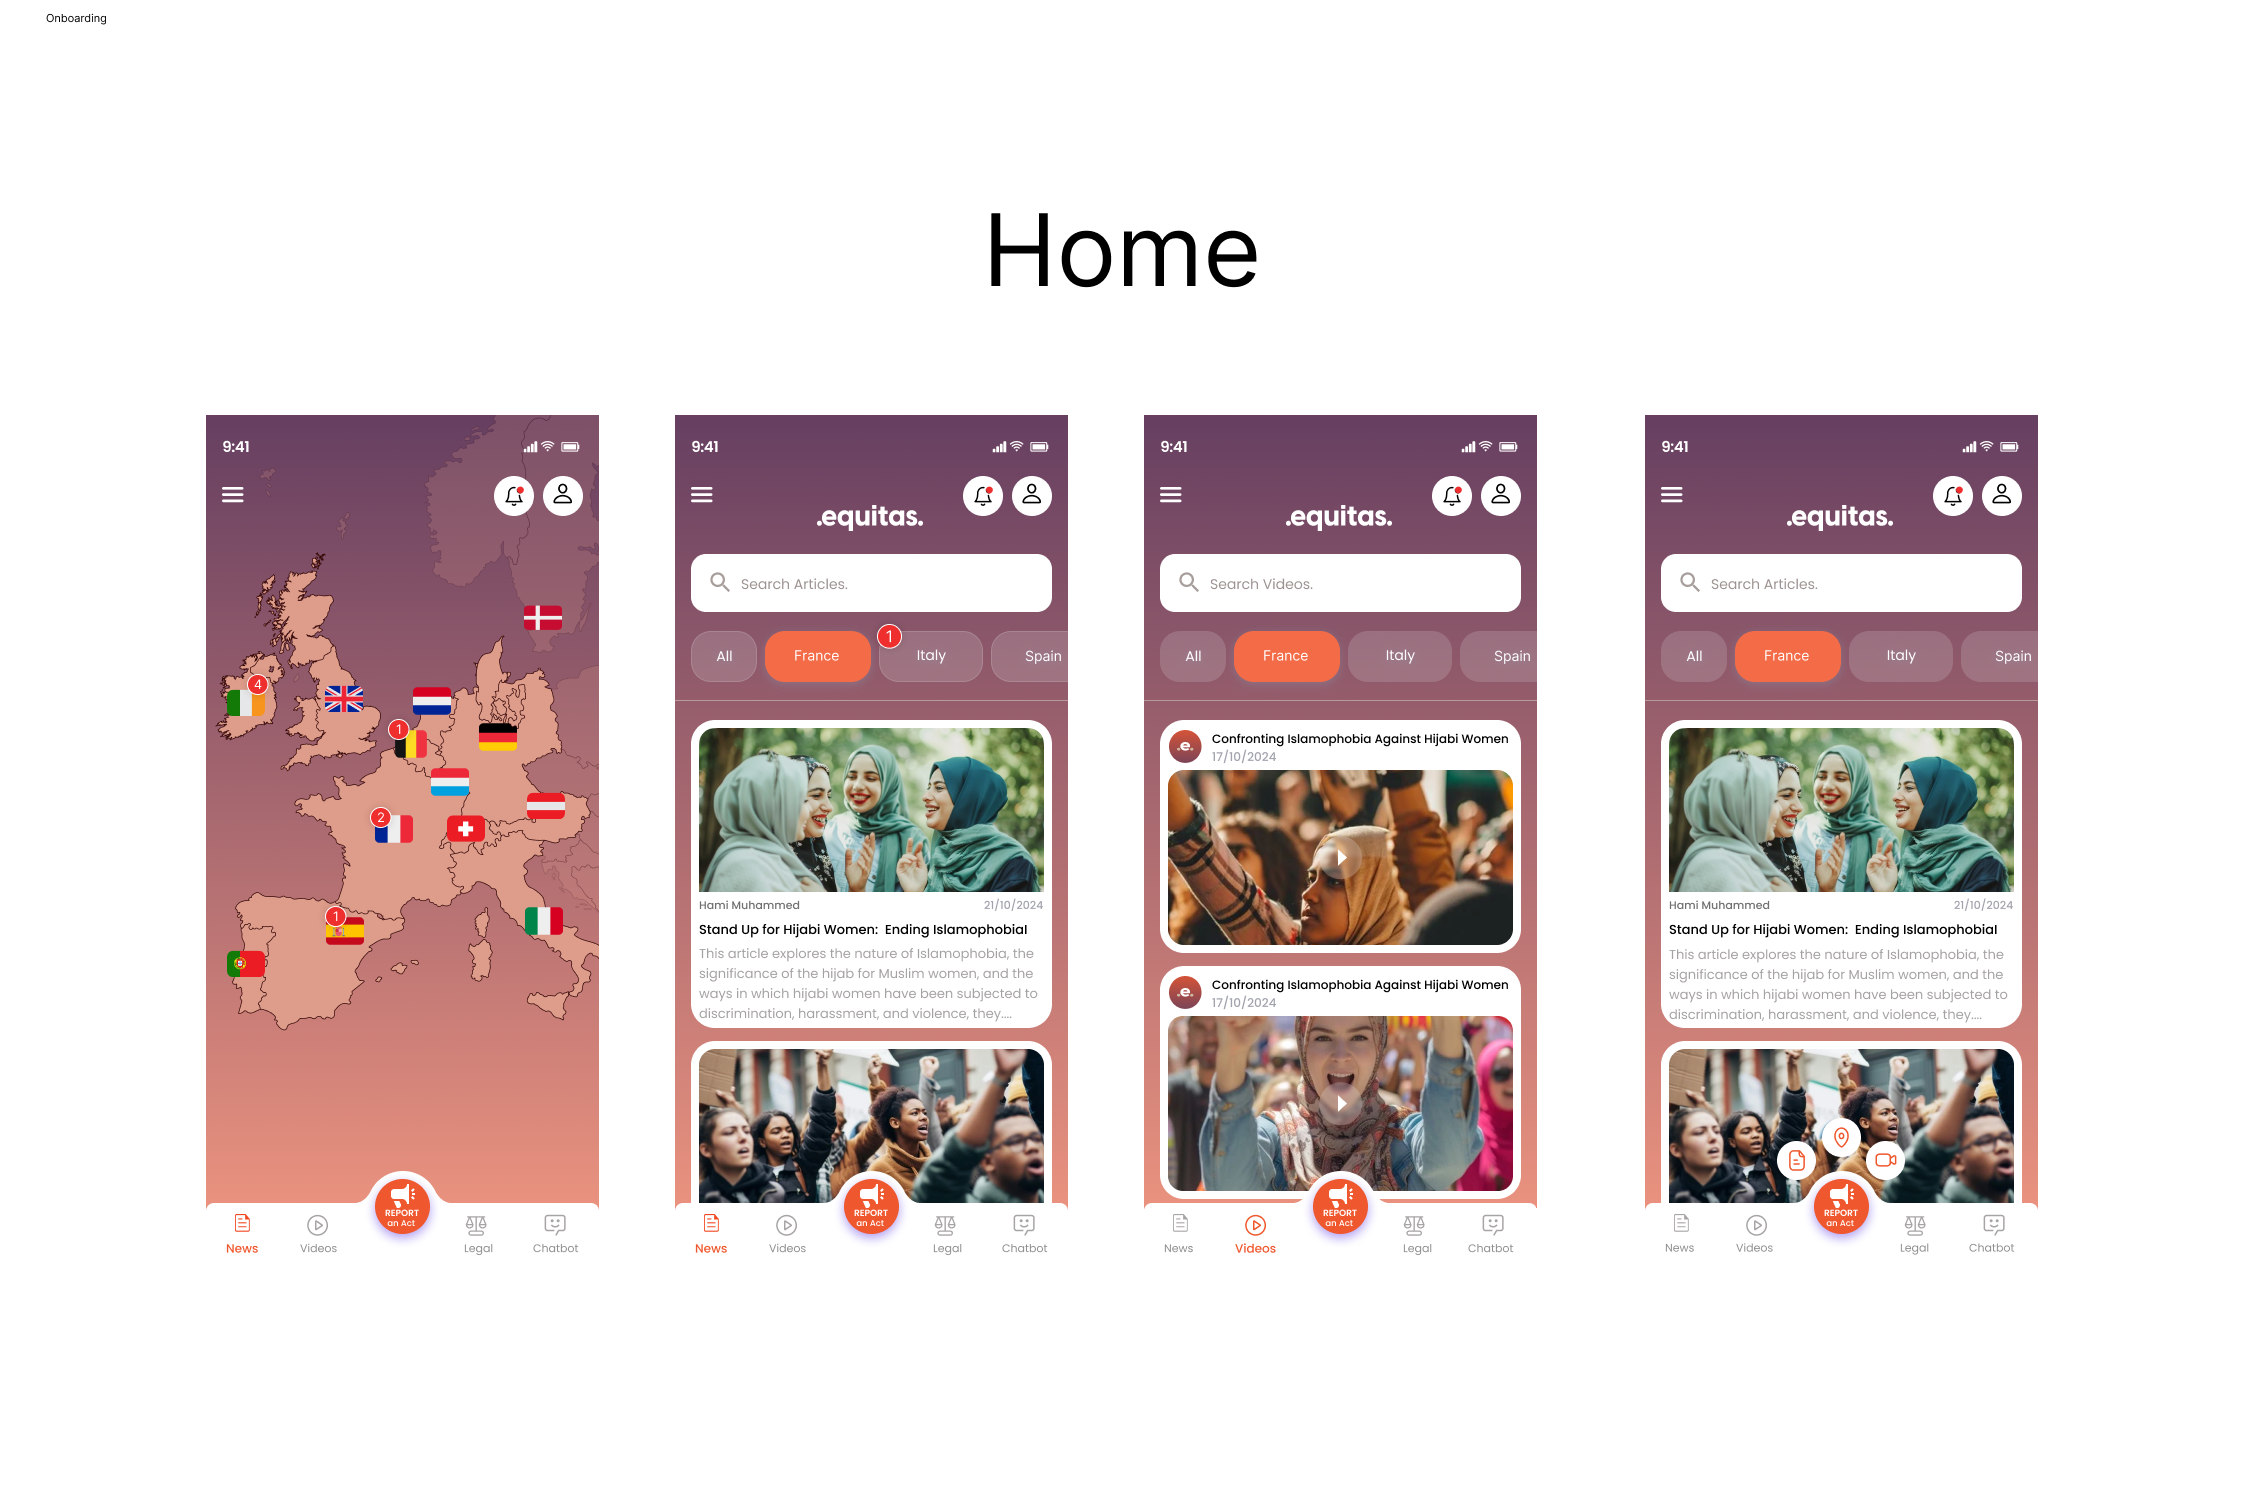 Onboarding
Home
9:41
4
1
2
1
REPORT
an Act
News
Videos
Legal
Chatbot
9:41
.equitas.
Search Articles.
All
France
1
Italy
Spain
Hami Muhammed
21/10/2024
Stand Up for Hijabi Women: Ending Islamophobial
This article explores the nature of Islamophobia, the
significance of the hijab for Muslim women, and the
ways in which hijabi women have been subjected to
discrimination, harassment, and violence, they....
REPORT
an Act
News
Videos
Legal
Chatbot
9:41
.equitas.
Search Videos.
All
France
Italy
Spain
.e.
Confronting Islamophobia Against Hijabi Women
17/10/2024
.e.
Confronting Islamophobia Against Hijabi Women
17/10/2024
REPORT
an Act
News
Videos
Legal
Chatbot
9:41
.equitas.
Search Articles.
All
France
Italy
Spain
Hami Muhammed
21/10/2024
Stand Up for Hijabi Women: Ending Islamophobial
This article explores the nature of Islamophobia, the
significance of the hijab for Muslim women, and the
ways in which hijabi women have been subjected to
discrimination, harassment, and violence, they....
REPORT
an Act
News
Videos
Legal
Chatbot